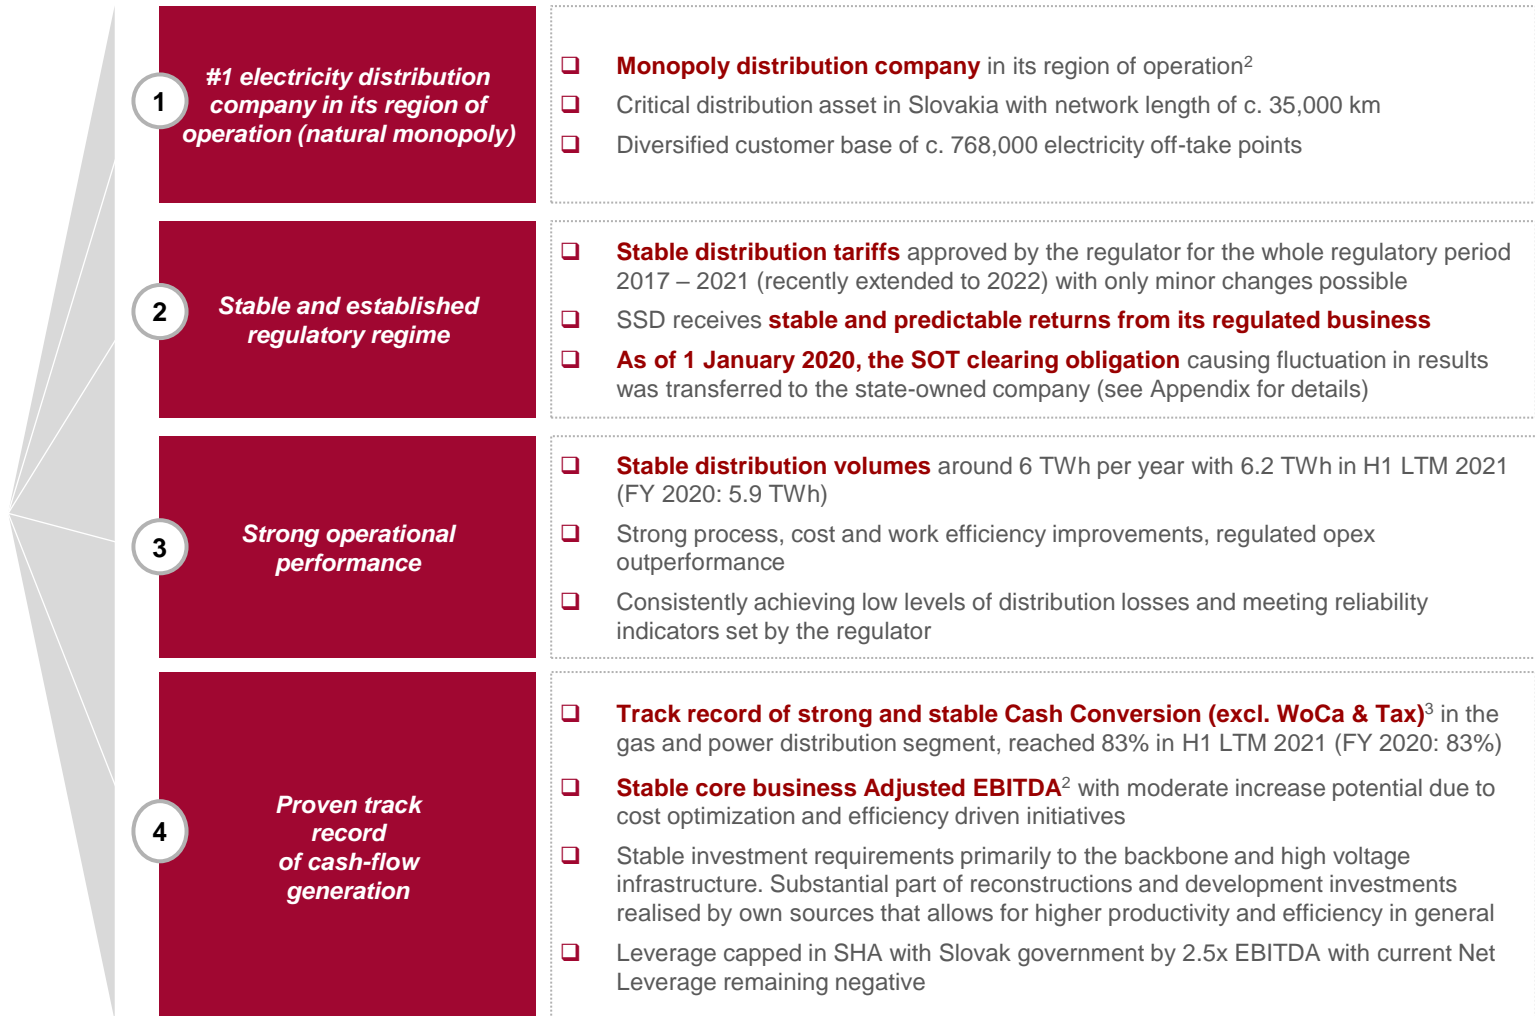 #1 electricity distribution
company in its region of
operation (natural monopoly)
1
❑ Monopoly distribution company in its region of operation²
❑ Critical distribution asset in Slovakia with network length of c. 35,000 km
❑ Diversified customer base of c. 768,000 electricity off-take points
Stable and established
regulatory regime
2
❑ Stable distribution tariffs approved by the regulator for the whole regulatory period
2017 – 2021 (recently extended to 2022) with only minor changes possible
❑ SSD receives stable and predictable returns from its regulated business
❑ As of 1 January 2020, the SOT clearing obligation causing fluctuation in results
was transferred to the state-owned company (see Appendix for details)
Strong operational
performance
3
❑ Stable distribution volumes around 6 TWh per year with 6.2 TWh in H1 LTM 2021
(FY 2020: 5.9 TWh)
❑ Strong process, cost and work efficiency improvements, regulated opex
outperformance
❑ Consistently achieving low levels of distribution losses and meeting reliability
indicators set by the regulator
Proven track
record
of cash-flow
generation
4
❑ Track record of strong and stable Cash Conversion (excl. WoCa & Tax)³ in the
gas and power distribution segment, reached 83% in H1 LTM 2021 (FY 2020: 83%)
❑ Stable core business Adjusted EBITDA² with moderate increase potential due to
cost optimization and efficiency driven initiatives
❑ Stable investment requirements primarily to the backbone and high voltage
infrastructure. Substantial part of reconstructions and development investments
realised by own sources that allows for higher productivity and efficiency in general
❑ Leverage capped in SHA with Slovak government by 2.5x EBITDA with current Net
Leverage remaining negative